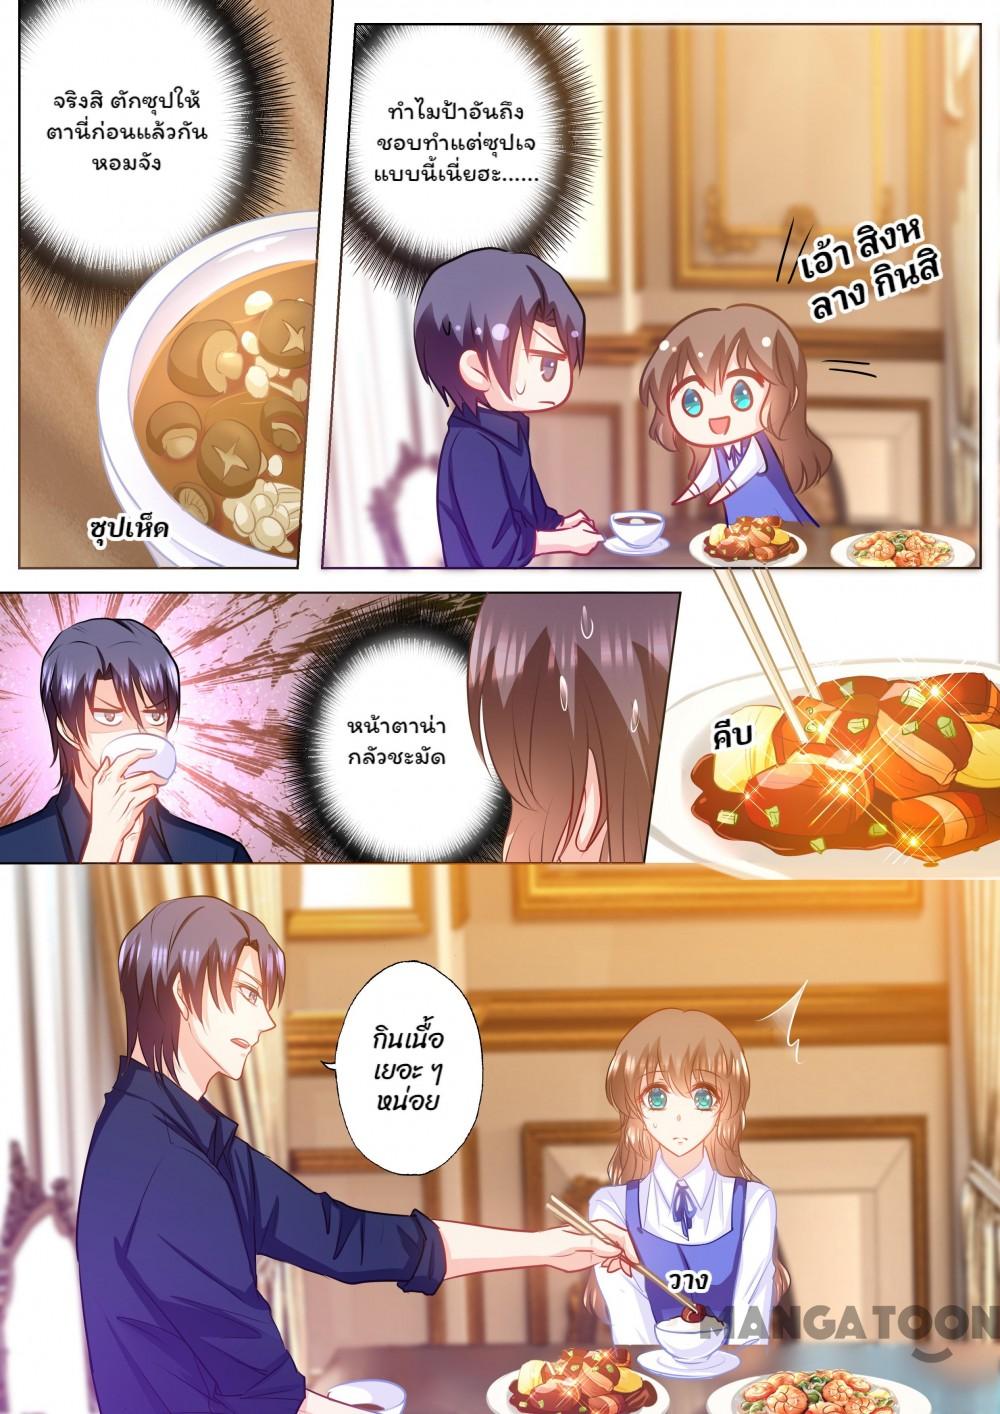 จริงสิ ตักซุปให้
ตานี่ก่อนแล้วกัน
หอมจัง
ซุปเห็ด
ทำไมป้าอันถึง
ชอบทำแต่ซุปเจ
แบบนี้เนี่ยฮะ......
เอ้า สิงห
ลาง กินสิ
หน้าตาน่า
กลัวชะมัด
คีบ
กินเนื้อ
เยอะ ๆ
หน่อย
วาง
MANGATOON